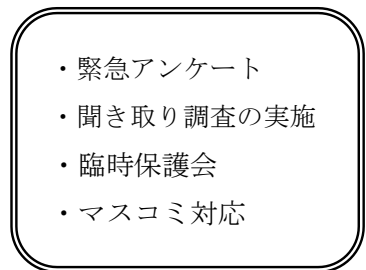 ・緊急アンケート
・聞き取り調査の実施
・臨時保護会
・マスコミ対応